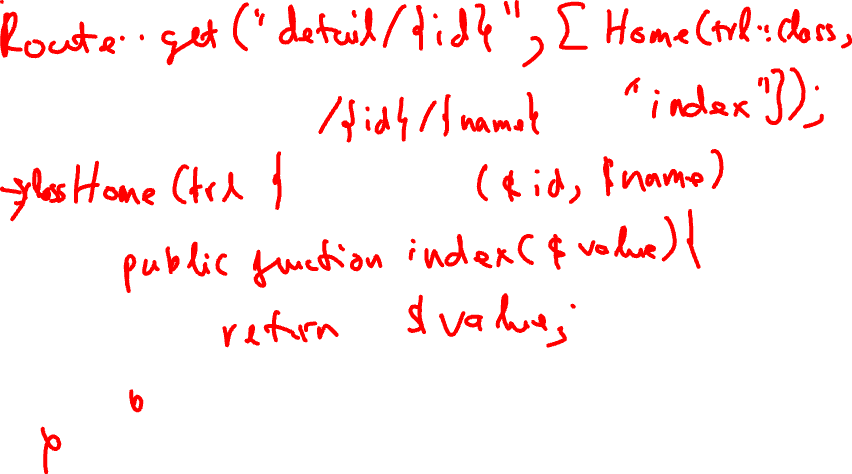 Route::get("detail/{id}", [HomeCtrl::class,
/{id}/{name} "index"]);
class HomeCtrl { ($id, $name)
public function index($value){
return $value;
}
}